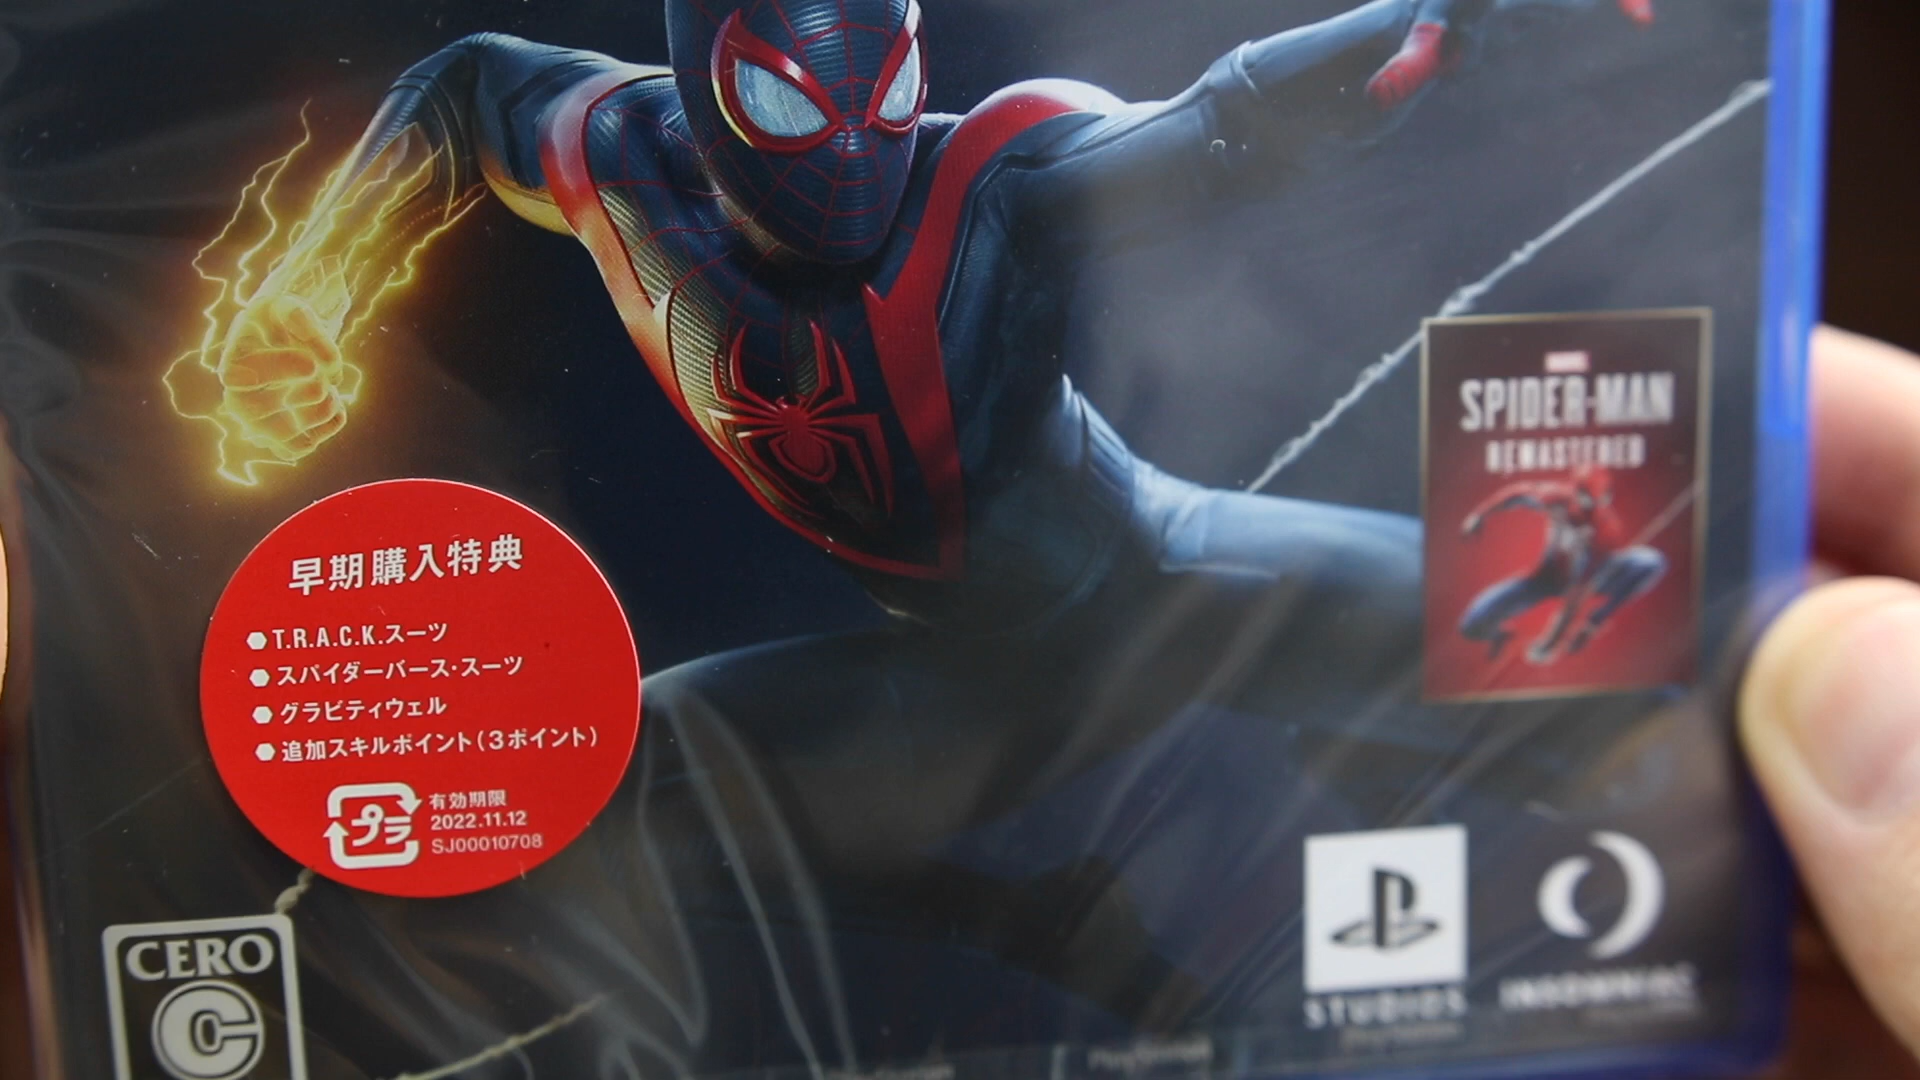 MARVEL
SPIDER-MAN
REMASTERED
早期購入特典
T.R.A.C.K.スーツ
スパイダーバース・スーツ
グラビティウェル
追加スキルポイント(3ポイント)
プラ
有効期限
2022.11.12
SJ00010708
CERO
C
STUDIOS
INSOMNIAC